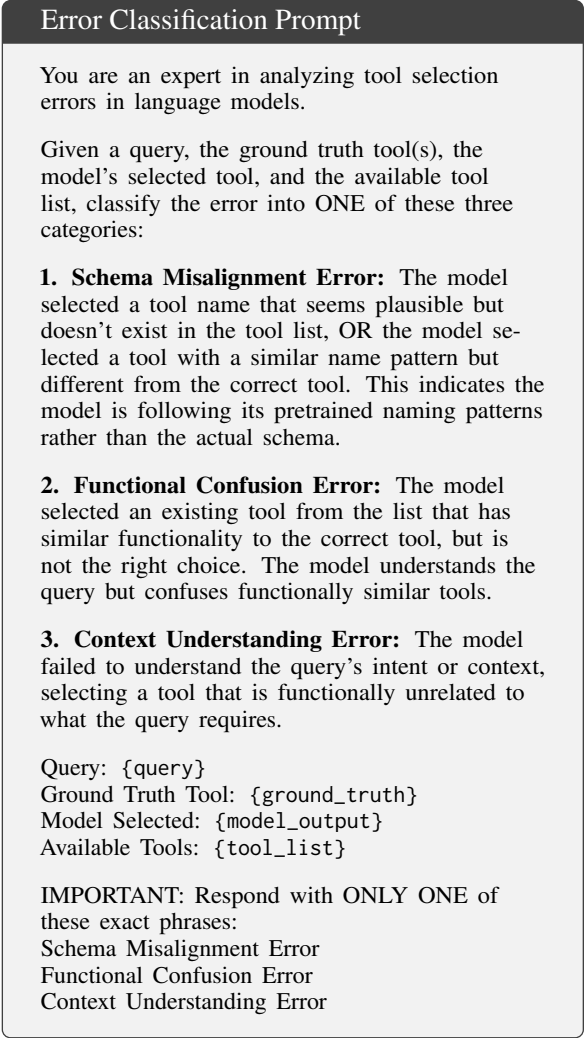 Error Classification Prompt
You are an expert in analyzing tool selection
errors in language models.
Given a query, the ground truth tool(s), the
model's selected tool, and the available tool
list, classify the error into ONE of these three
categories:
1. Schema Misalignment Error: The model
selected a tool name that seems plausible but
doesn't exist in the tool list, OR the model se-
lected a tool with a similar name pattern but
different from the correct tool. This indicates the
model is following its pretrained naming patterns
rather than the actual schema.
2. Functional Confusion Error: The model
selected an existing tool from the list that has
similar functionality to the correct tool, but is
not the right choice. The model understands the
query but confuses functionally similar tools.
3. Context Understanding Error: The model
failed to understand the query's intent or context,
selecting a tool that is functionally unrelated to
what the query requires.
Query: {query}
Ground Truth Tool: {ground_truth}
Model Selected: {model_output}
Available Tools: {tool_list}
IMPORTANT: Respond with ONLY ONE of
these exact phrases:
Schema Misalignment Error
Functional Confusion Error
Context Understanding Error